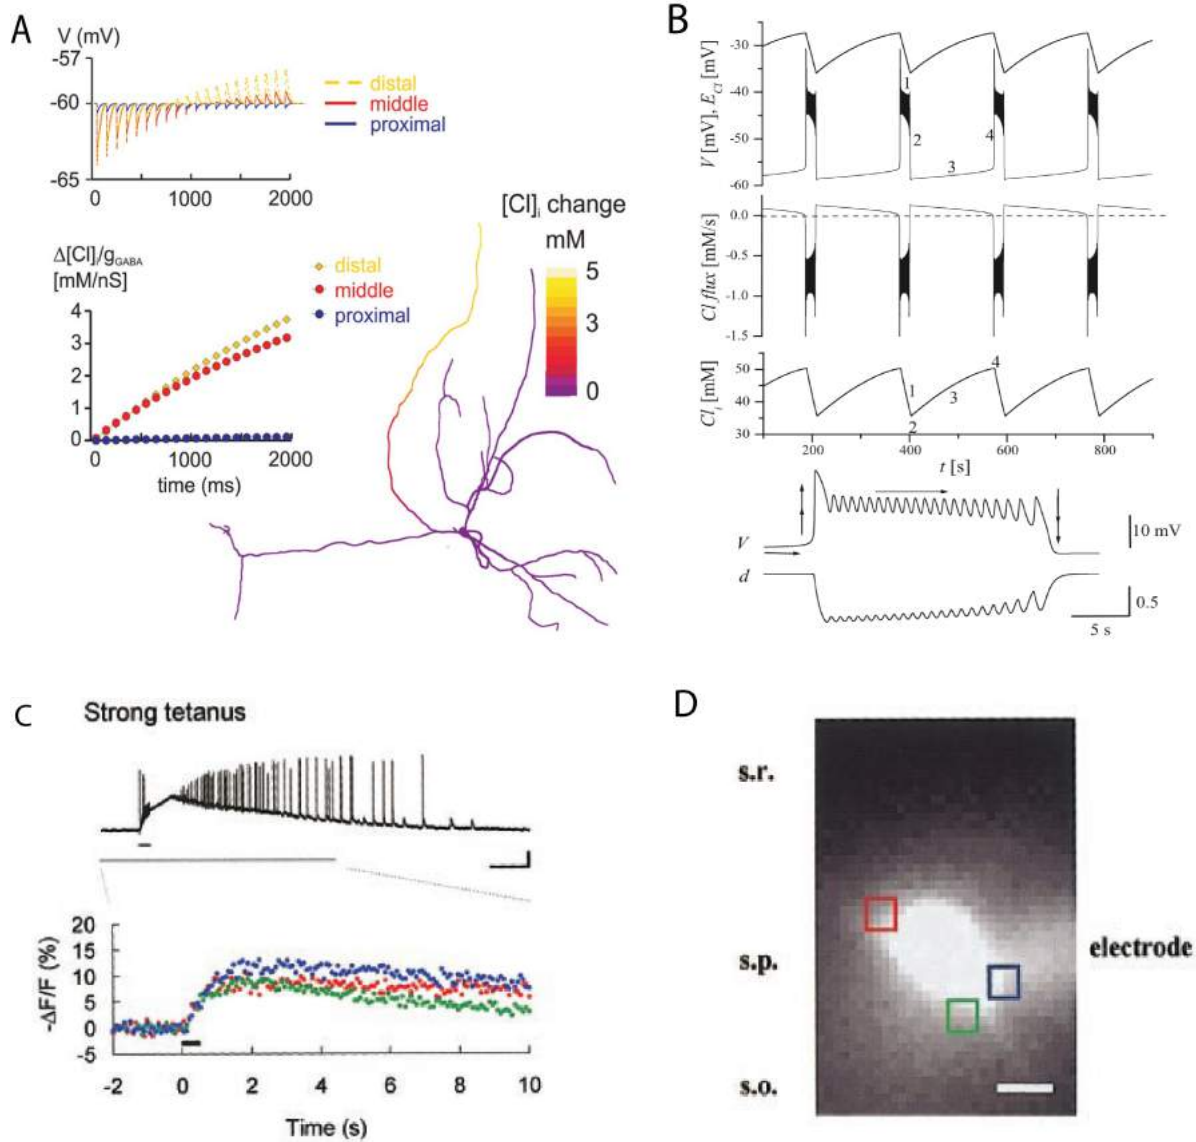 A
V (mV)
-57
-60
-65
0 1000 2000
distal
middle
proximal
Δ[Cl]/gGABA
[mM/nS]
distal
middle
proximal
4
3
2
1
0
0 1000 2000
time (ms)
[Cl]i change
mM
5
3
0
B
V [mV], ECl [mV]
-30
-40
-50
-60
1
2
3
4
Cl flux [mM/s]
0.0
-0.5
-1.0
-1.5
Cli [mM]
50
40
30
1
2
3
4
200 400 600 800
t [s]
V
10 mV
d
0.5
5 s
C
Strong tetanus
-ΔF/F (%)
20
15
10
5
0
-5
-2 0 2 4 6 8 10
Time (s)
D
s.r.
s.p.
electrode
s.o.